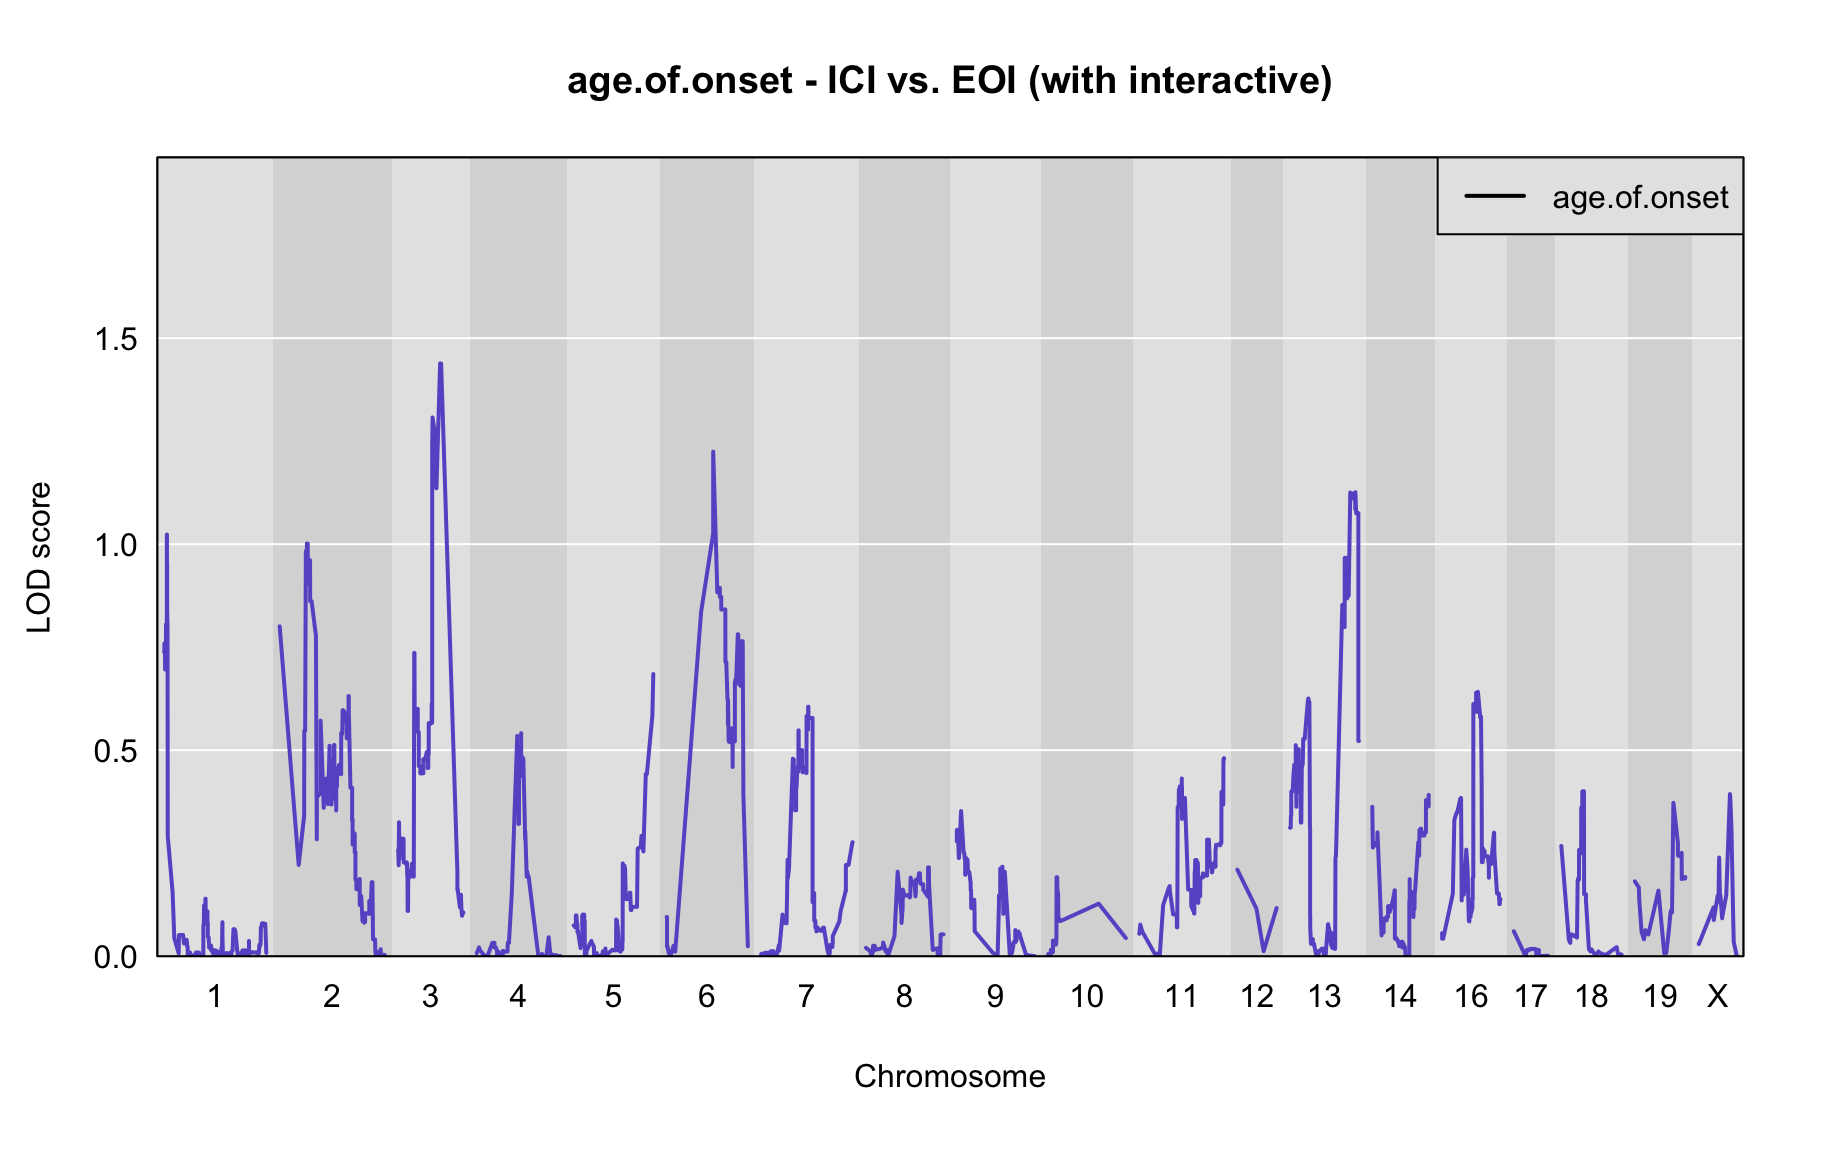 age.of.onset - ICI vs. EOI (with interactive)
age.of.onset
LOD score
1.5
1.0
0.5
0.0
1 2 3 4 5 6 7 8 9 10 11 12 13 14 16 17 18 19 X
Chromosome